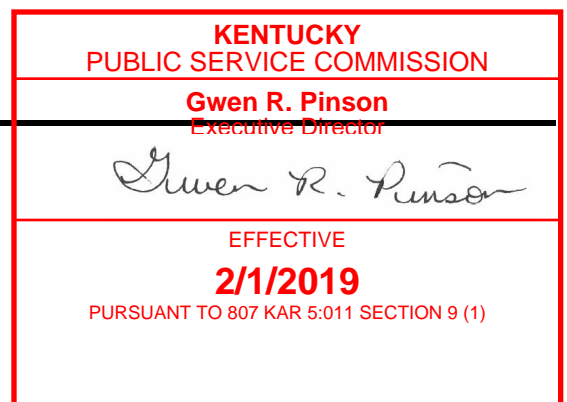 KENTUCKY
PUBLIC SERVICE COMMISSION
Gwen R. Pinson
Executive Director
Gwen R. Pinson
EFFECTIVE
2/1/2019
PURSUANT TO 807 KAR 5:011 SECTION 9 (1)